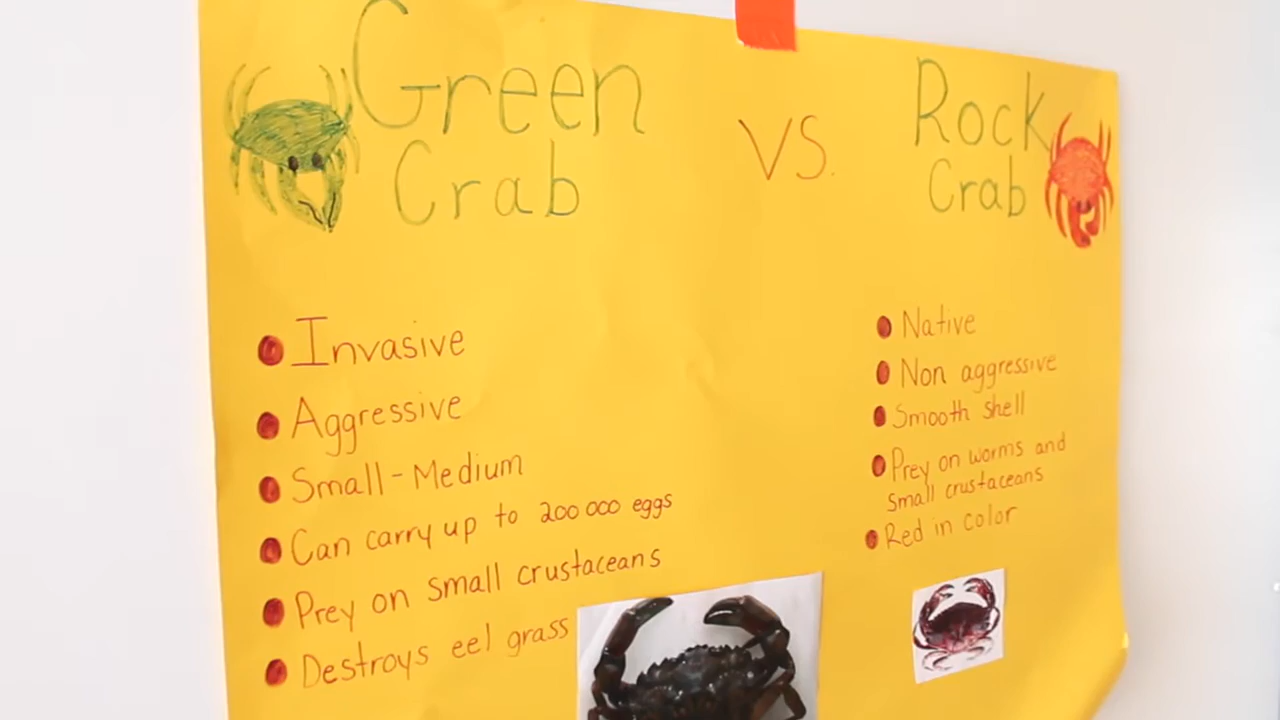 Green
Crab
VS.
Rock
Crab
Invasive
Aggressive
Small-Medium
Can carry up to 200 000 eggs
Prey on small crustaceans
Destroys eel grass
Native
Non aggressive
Smooth shell
Prey on worms and
small crustaceans
Red in color